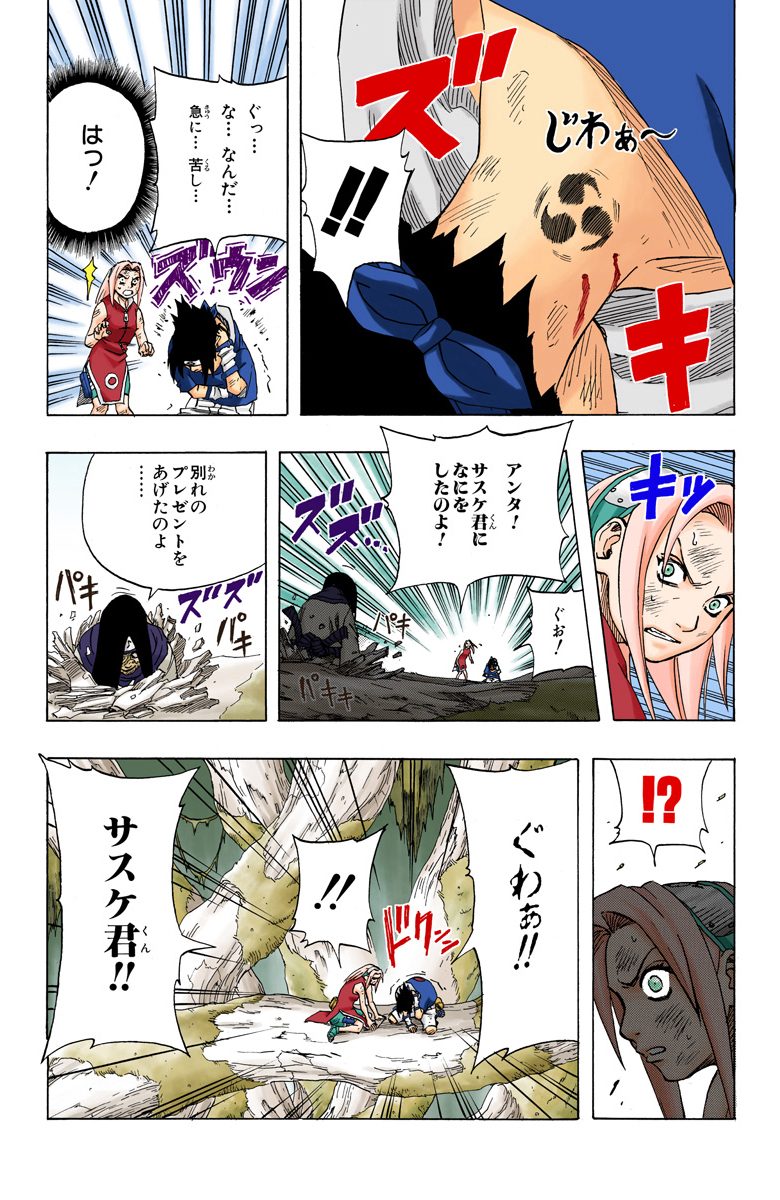 ズキ
じわぁ〜
!!
ぐっ…
な…なんだ…
急に…苦し…
ズウン
はっ！
キッ
アンタ！
サスケ君に
なにを
したのよ！
ぐぉ！
ズズズ…
パキ
パキキ
別れの
プレゼントを
あげたのよ
……
ズズズ
パキ
パキ
!?
ぐわぁ!!
ドクンッ
!!
サスケ君!!